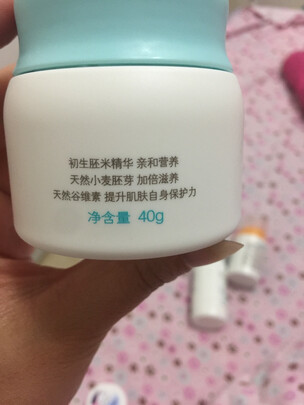 初生胚米精华 亲和营养
天然小麦胚芽 加倍滋养
天然谷维素 提升肌肤自身保护力
净含量 40g